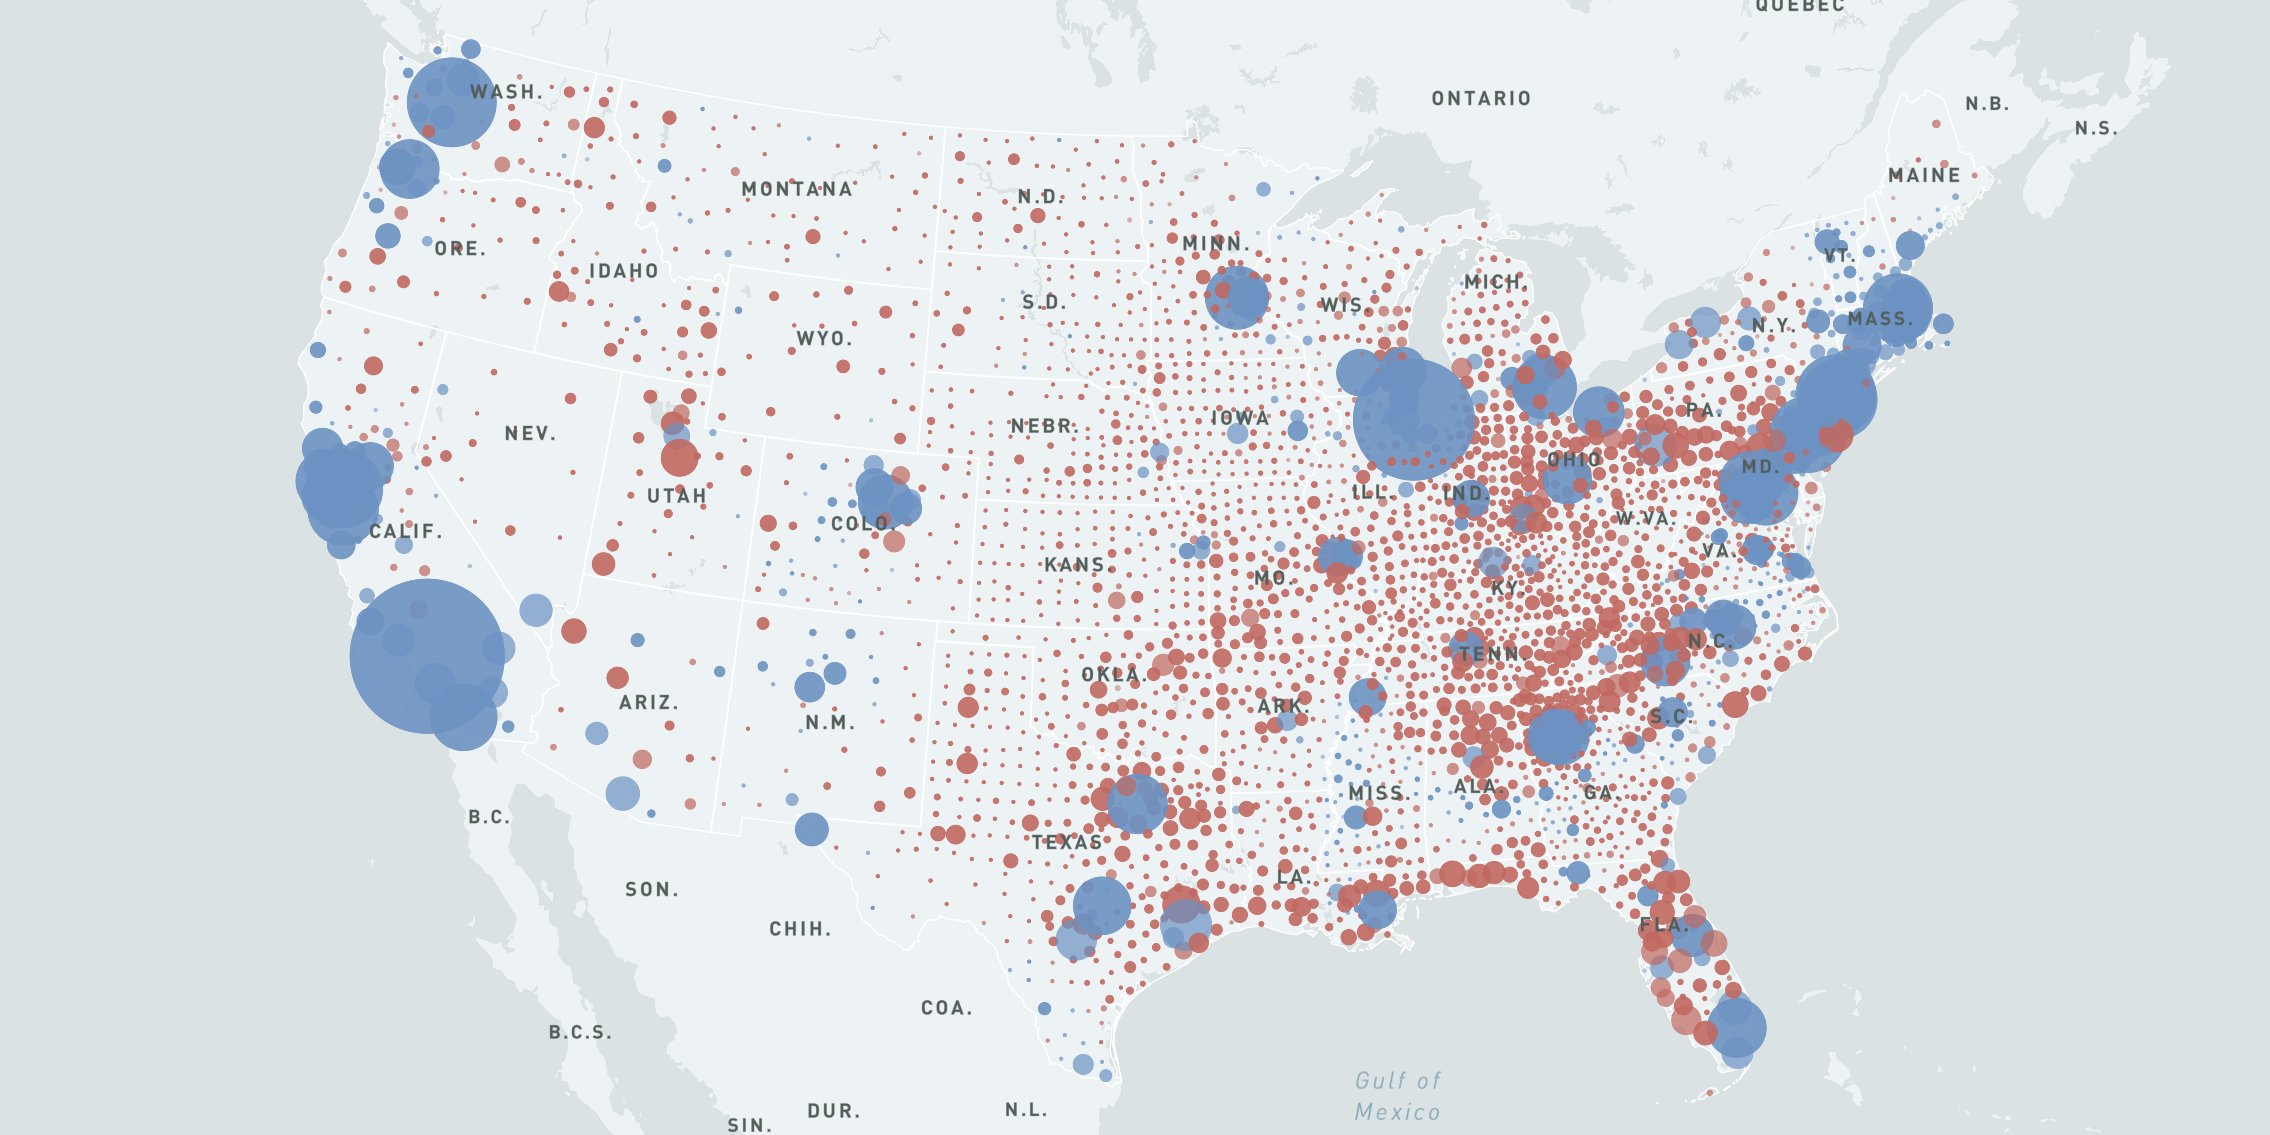 QUEBEC
WASH.
ONTARIO
N.B.
N.S.
MONTANA
N.D.
MAINE
ORE.
IDAHO
MINN.
VT.
S.D.
WIS.
MICH.
N.Y.
MASS.
WYO.
NEV.
NEBR.
IOWA
PA.
UTAH
COLO.
ILL.
IND.
OHIO
MD.
CALIF.
KANS.
MO.
KY.
W.VA.
VA.
ARIZ.
N.M.
OKLA.
ARK.
TENN.
N.C.
S.C.
B.C.
TEXAS
MISS.
ALA.
GA.
SON.
CHIH.
LA.
FLA.
COA.
B.C.S.
Gulf of
Mexico
SIN.
DUR.
N.L.